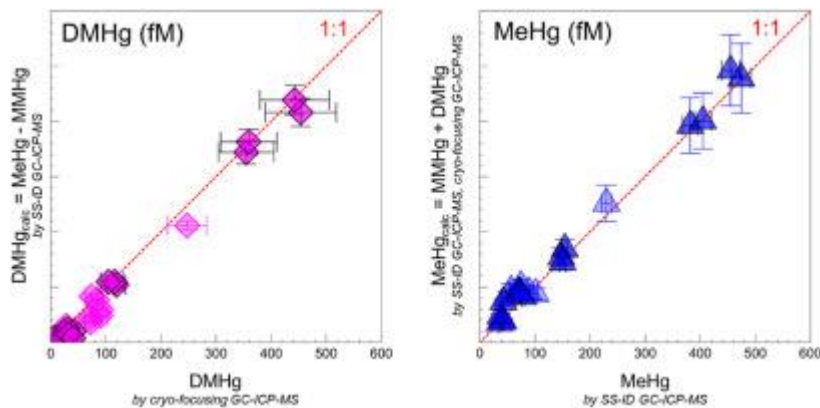 DMHg (fM)
1:1
DMHg_calc = MeHg - MMHg
by SS-ID GC-ICP-MS
0 100 200 300 400 500 600
DMHg
by cryo-focusing GC-ICP-MS
MeHg (fM)
1:1
MeHg_calc = MMHg + DMHg
by SS-ID GC-ICP-MS, cryo-focusing GC-ICP-MS
0 100 200 300 400 500 600
MeHg
by SS-ID GC-ICP-MS